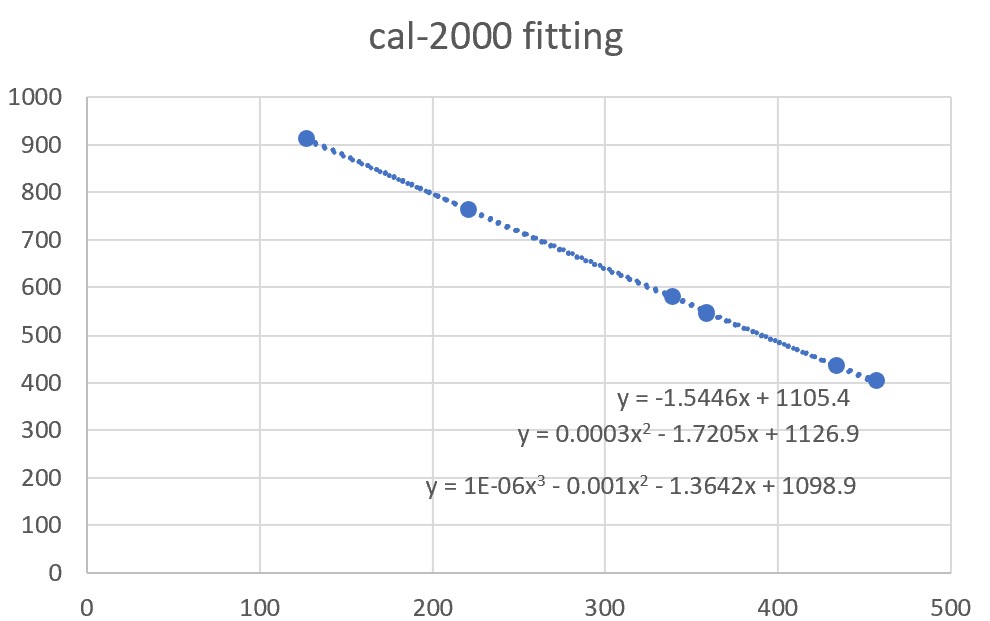 cal-2000 fitting
1000
900
800
700
600
500
400
y = -1.5446x + 1105.4
300
y = 0.0003x² - 1.7205x + 1126.9
200
y = 1E-06x³ - 0.001x² - 1.3642x + 1098.9
100
0
0 100 200 300 400 500